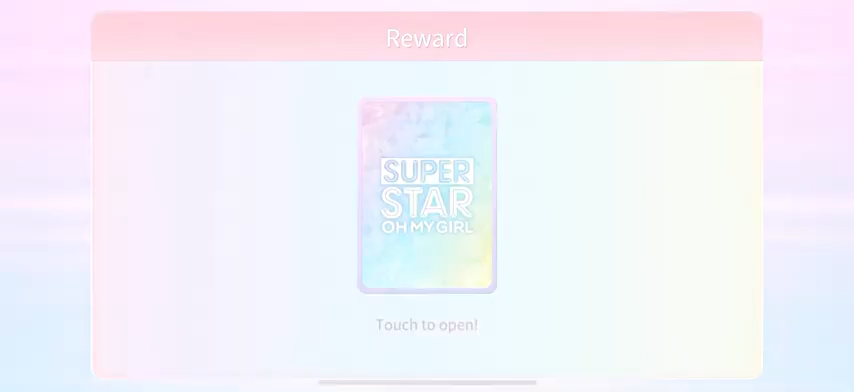 Reward
SUPER
STAR
OH MY GIRL
Touch to open!